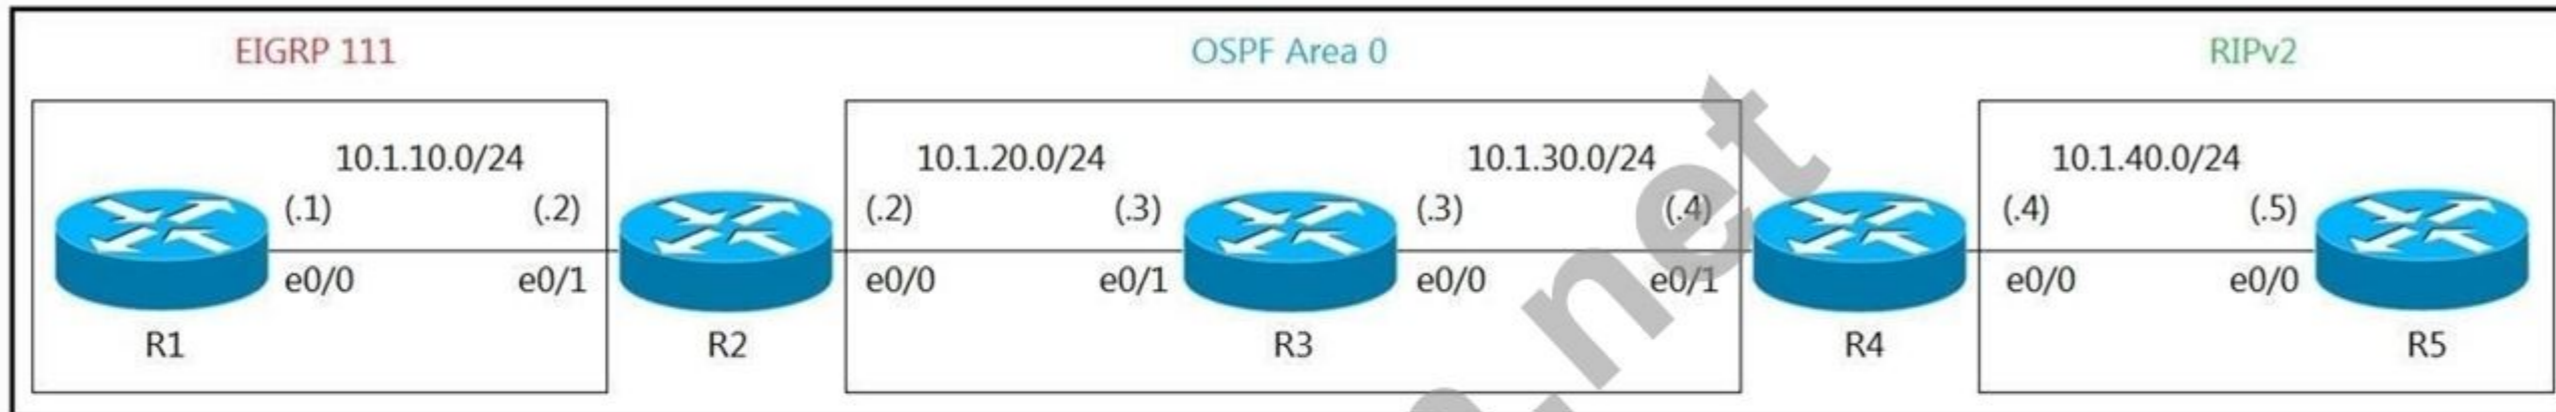 EIGRP 111 OSPF Area 0 RIPv2
10.1.10.0/24 10.1.20.0/24 10.1.30.0/24 10.1.40.0/24
(.1) (.2) (.2) (.3) (.3) (.4) (.4) (.5)
e0/0 e0/1 e0/0 e0/1 e0/0 e0/1 e0/0 e0/0
R1 R2 R3 R4 R5
.net